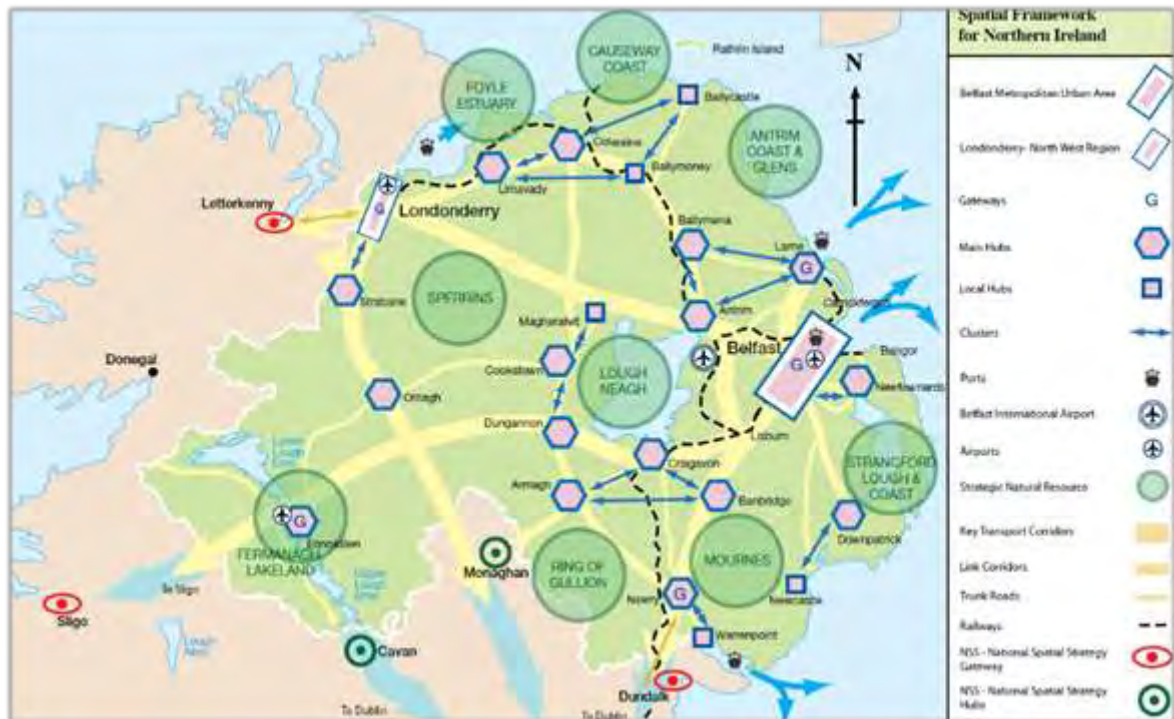 Spatial Framework
for Northern Ireland
N
Belfast Metropolitan Urban Area
Londonderry- North West Region
Gateways
G
Main Hubs
Local Hubs
Clusters
Ports
Belfast International Airport
Airports
Strategic Natural Resource
Key Transport Corridors
Link Corridors
Trunk Roads
Railways
NSS - National Spatial Strategy
Gateway
NSS - National Spatial Strategy
Hubs
CAUSEWAY
COAST
Rathlin Island
FOYLE
ESTUARY
Ballycastle
Coleraine
ANTRIM
COAST &
GLENS
Limavady
Ballymoney
Letterkenny
G
Londonderry
Ballymena
Larne
G
Strabane
SPERRINS
Carrickfergus
Magherafelt
Antrim
Belfast
G
Bangor
Donegal
Cookstown
LOUGH
NEAGH
Newtownards
Omagh
Dungannon
Lisburn
Craigavon
STRANGFORD
LOUGH &
COAST
Armagh
Banbridge
G
Downpatrick
FERMANAGH
LAKELAND
Monaghan
RING OF
GULLION
MOURNES
To Sligo
Newry
G
Newcastle
Sligo
Warrenpoint
Cavan
Dundalk
To Dublin
To Dublin